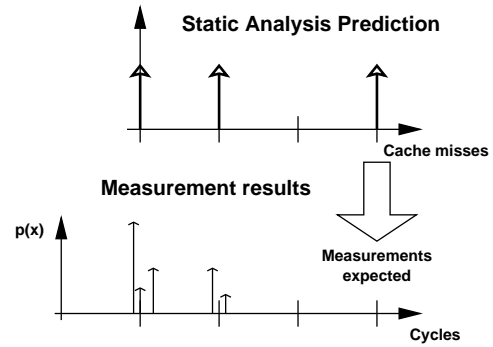 Static Analysis Prediction
Cache misses
Measurement results
p(x)
Measurements
expected
Cycles